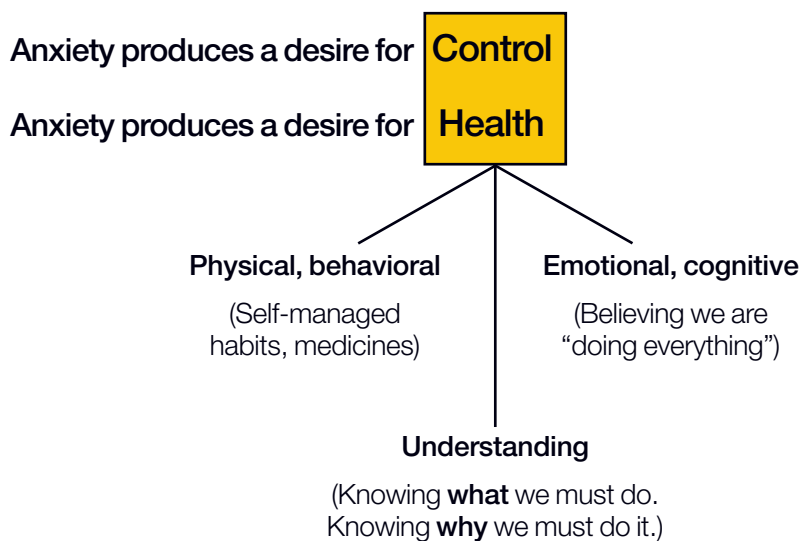 Anxiety produces a desire for Control
Anxiety produces a desire for Health
Physical, behavioral
(Self-managed
habits, medicines)
Emotional, cognitive
(Believing we are
“doing everything”)
Understanding
(Knowing what we must do.
Knowing why we must do it.)